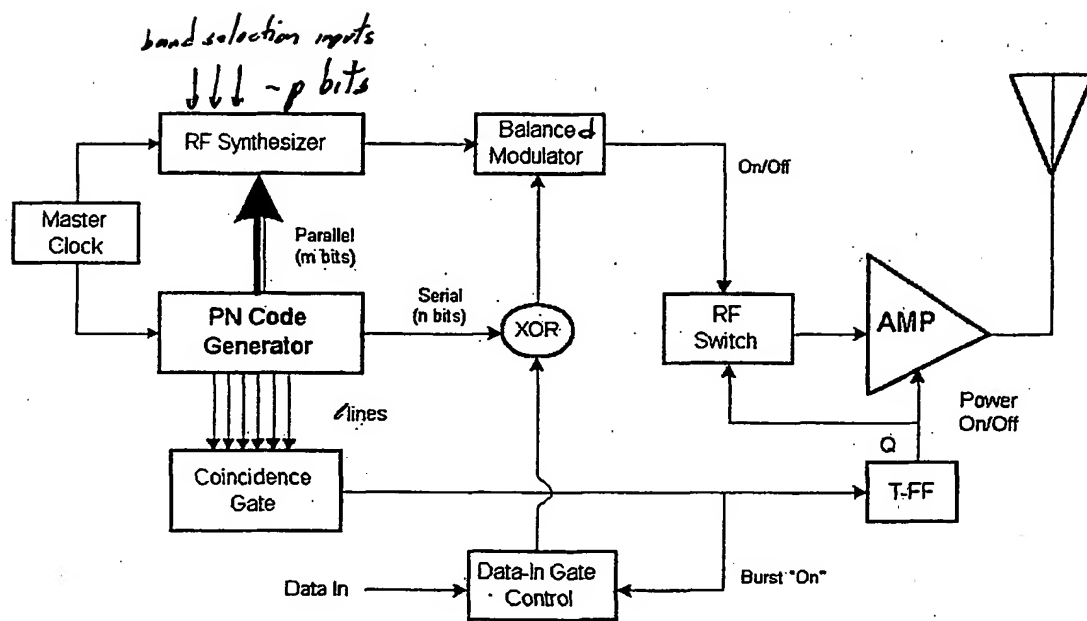 band selection inputs
~p bits
RF Synthesizer
Balanced
Modulator
On/Off
Master
Clock
Parallel
(m bits)
PN Code
Generator
Serial
(n bits)
XOR
RF
Switch
AMP
Power
On/Off
ℓ lines
Q
Coincidence
Gate
T-FF
Data In
Data-In Gate
Control
Burst "On"